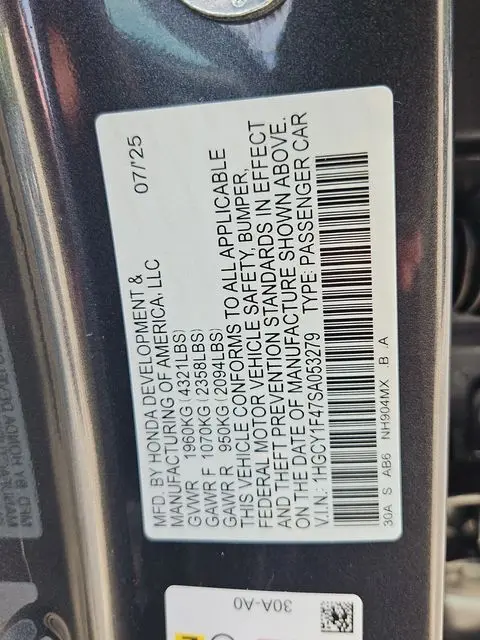 MFD. BY HONDA DEVELOPMENT &
MANUFACTURING OF AMERICA, LLC 07/25
GVWR 1960KG (4321LBS)
GAWR F 1070KG (2358LBS)
GAWR R 950KG (2094LBS)
THIS VEHICLE CONFORMS TO ALL APPLICABLE
FEDERAL MOTOR VEHICLE SAFETY, BUMPER,
AND THEFT PREVENTION STANDARDS IN EFFECT
ON THE DATE OF MANUFACTURE SHOWN ABOVE.
V.I.N.: 1HGCY1F47SA053279 TYPE: PASSENGER CAR
30A S AB6 NH904MX B A
30A-A0